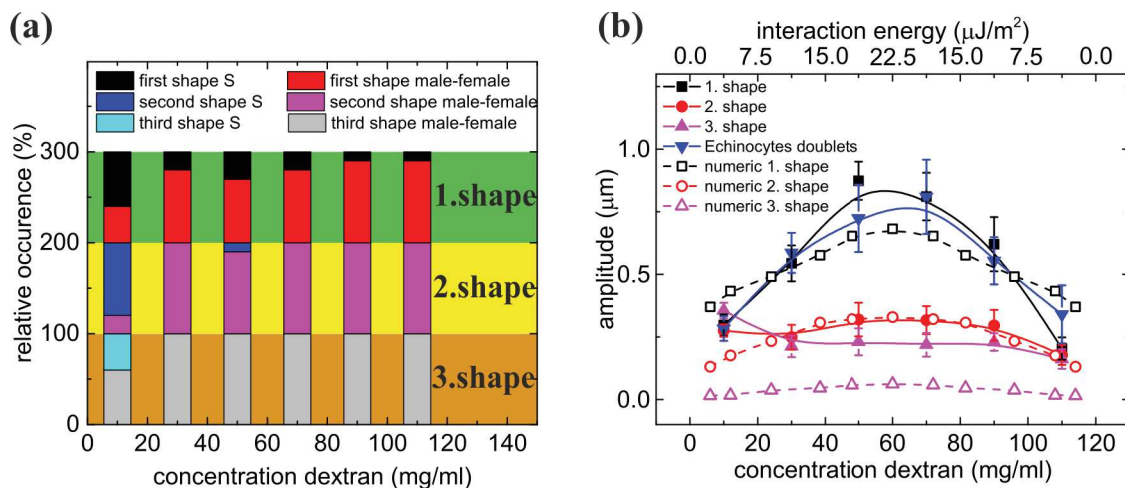 (a)
first shape S
first shape male-female
second shape S
second shape male-female
third shape S
third shape male-female
300
200
100
0
relative occurrence (%)
1.shape
2.shape
3.shape
0 20 40 60 80 100 120 140
concentration dextran (mg/ml)
(b)
interaction energy (μJ/m²)
0.0 7.5 15.0 22.5 15.0 7.5 0.0
1. shape
2. shape
3. shape
Echinocytes doublets
numeric 1. shape
numeric 2. shape
numeric 3. shape
1.0
0.5
0.0
amplitude (μm)
0 20 40 60 80 100 120
concentration dextran (mg/ml)